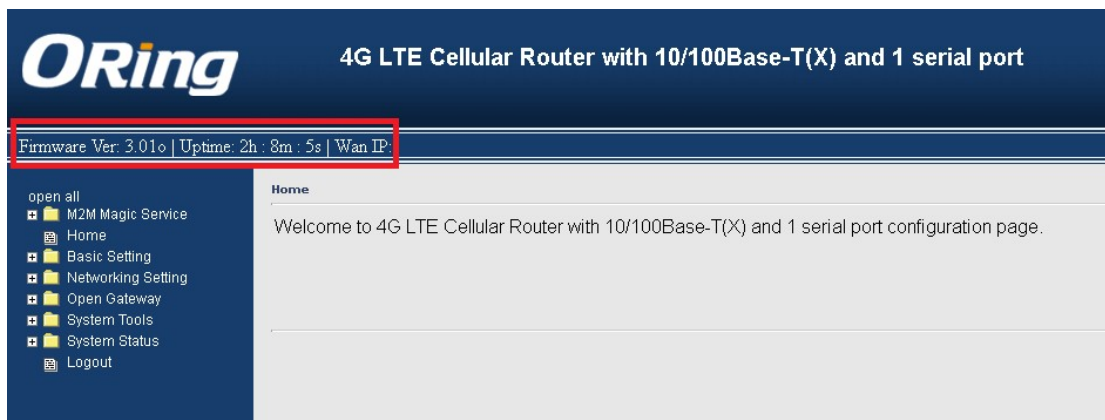 ORing
4G LTE Cellular Router with 10/100Base-T(X) and 1 serial port
Firmware Ver: 3.01o | Uptime: 2h : 8m : 5s | Wan IP:
open all
M2M Magic Service
Home
Basic Setting
Networking Setting
Open Gateway
System Tools
System Status
Logout
Home
Welcome to 4G LTE Cellular Router with 10/100Base-T(X) and 1 serial port configuration page.